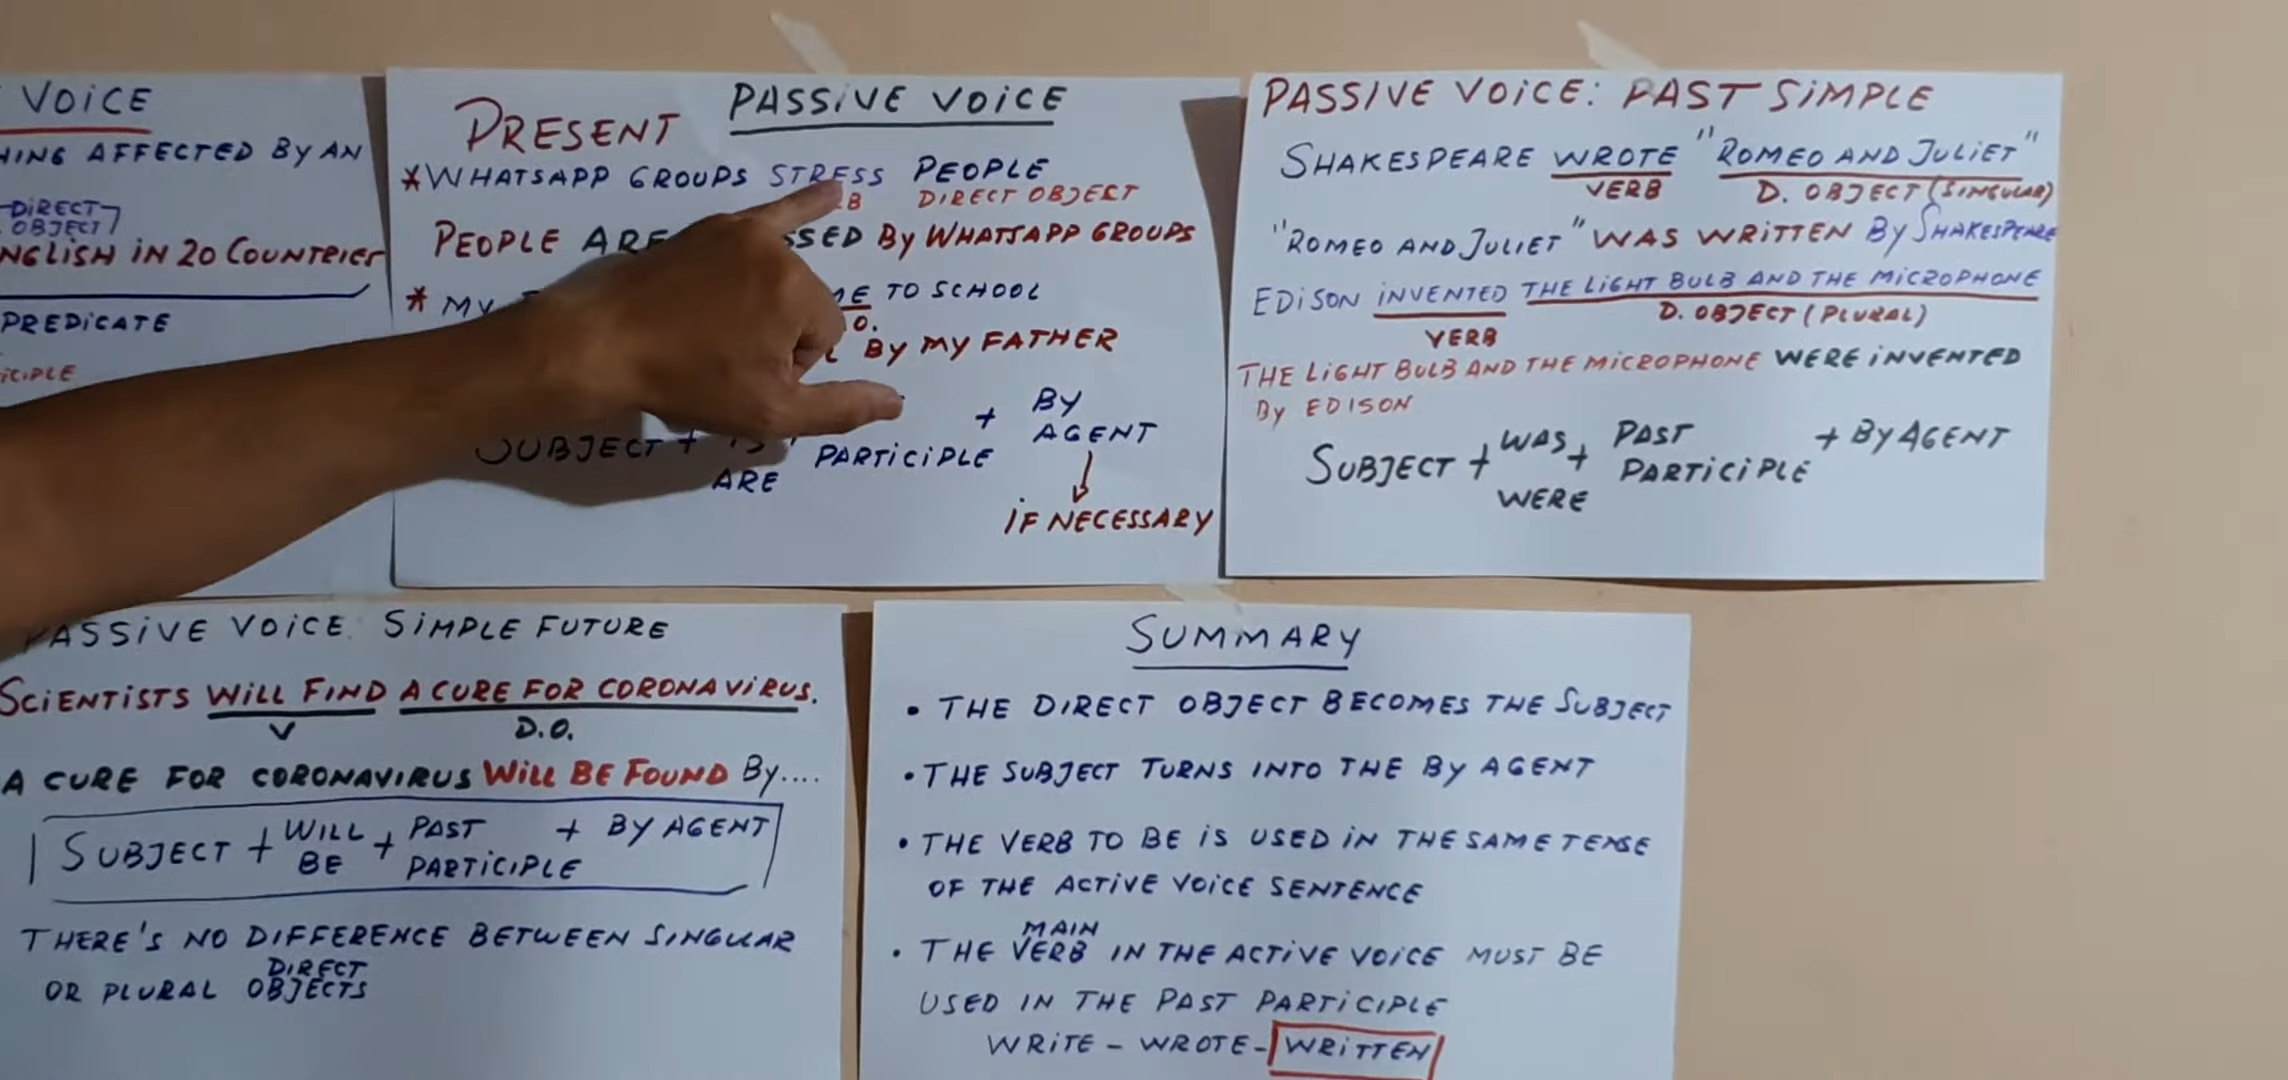 VOICE
AFFECTED BY AN
DIRECT
OBJECT
IN 20 COUNTRIES
PREDICATE
PRESENT PASSIVE VOICE
*WHATSAPP GROUPS STRESS PEOPLE
DIRECT OBJECT
PEOPLE ARE BY WHATSAPP GROUPS
* MY TO SCHOOL
O.
BY MY FATHER
SUBJECT + + BY
PARTICIPLE AGENT
ARE
IF NECESSARY
PASSIVE VOICE: PAST SIMPLE
SHAKESPEARE WROTE "ROMEO AND JULIET"
VERB D. OBJECT (SINGULAR)
"ROMEO AND JULIET" WAS WRITTEN BY SHAKESPEARE
EDISON INVENTED THE LIGHT BULB AND THE MICROPHONE
D. OBJECT (PLURAL)
VERB
THE LIGHT BULB AND THE MICROPHONE WERE INVENTED
BY EDISON
SUBJECT + WAS + PAST + BY AGENT
WERE PARTICIPLE
PASSIVE VOICE: SIMPLE FUTURE
SCIENTISTS WILL FIND A CURE FOR CORONAVIRUS.
V D.O.
A CURE FOR CORONAVIRUS WILL BE FOUND By....
SUBJECT + WILL + PAST + BY AGENT
BE PARTICIPLE
THERE'S NO DIFFERENCE BETWEEN SINGULAR
DIRECT
OR PLURAL OBJECTS
SUMMARY
• THE DIRECT OBJECT BECOMES THE SUBJECT
• THE SUBJECT TURNS INTO THE BY AGENT
• THE VERB TO BE IS USED IN THE SAME TENSE
OF THE ACTIVE VOICE SENTENCE
MAIN
• THE VERB IN THE ACTIVE VOICE MUST BE
USED IN THE PAST PARTICIPLE
WRITE - WROTE - WRITTEN